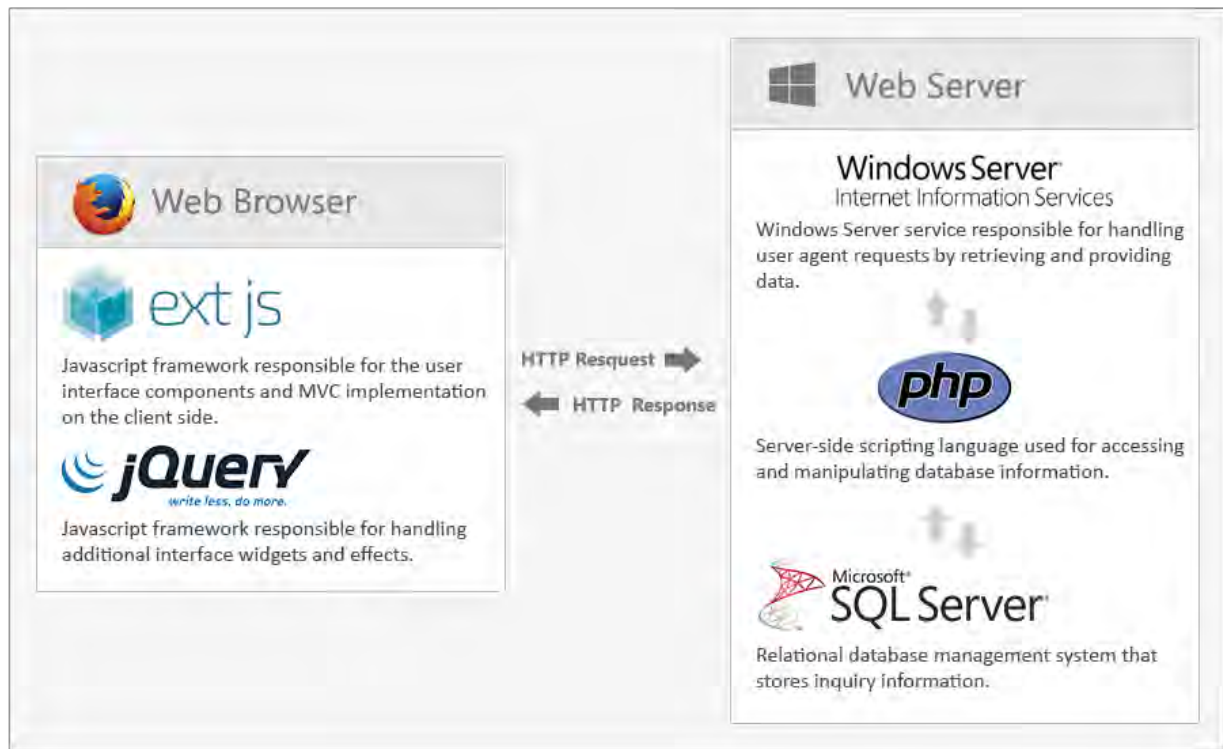 Web Browser
ext js
Javascript framework responsible for the user
interface components and MVC implementation
on the client side.
jQuery
write less, do more.
Javascript framework responsible for handling
additional interface widgets and effects.
HTTP Resquest
HTTP Response
Web Server
Windows Server
Internet Information Services
Windows Server service responsible for handling
user agent requests by retrieving and providing
data.
php
Server-side scripting language used for accessing
and manipulating database information.
Microsoft®
SQL Server®
Relational database management system that
stores inquiry information.